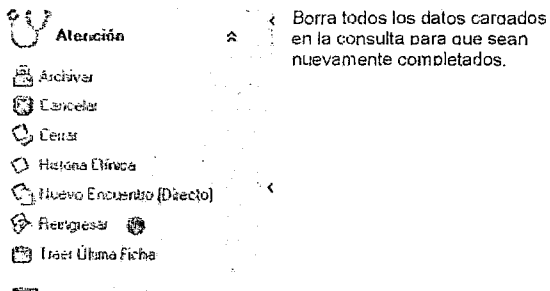 Atención
Archivar
Cancelar
Cerrar
Historia Clínica
Nuevo Encuentro (Directo)
Reingresar
Traer Última Ficha
Borra todos los datos cargados
en la consulta para que sean
nuevamente completados.